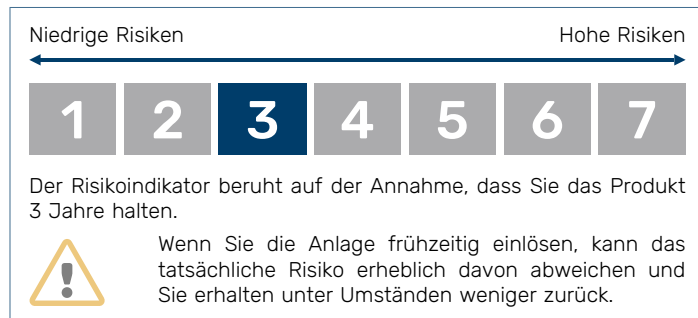 Niedrige Risiken Hohe Risiken
1 2 3 4 5 6 7
Der Risikoindikator beruht auf der Annahme, dass Sie das Produkt
3 Jahre halten.
Wenn Sie die Anlage frühzeitig einlösen, kann das
tatsächliche Risiko erheblich davon abweichen und
Sie erhalten unter Umständen weniger zurück.